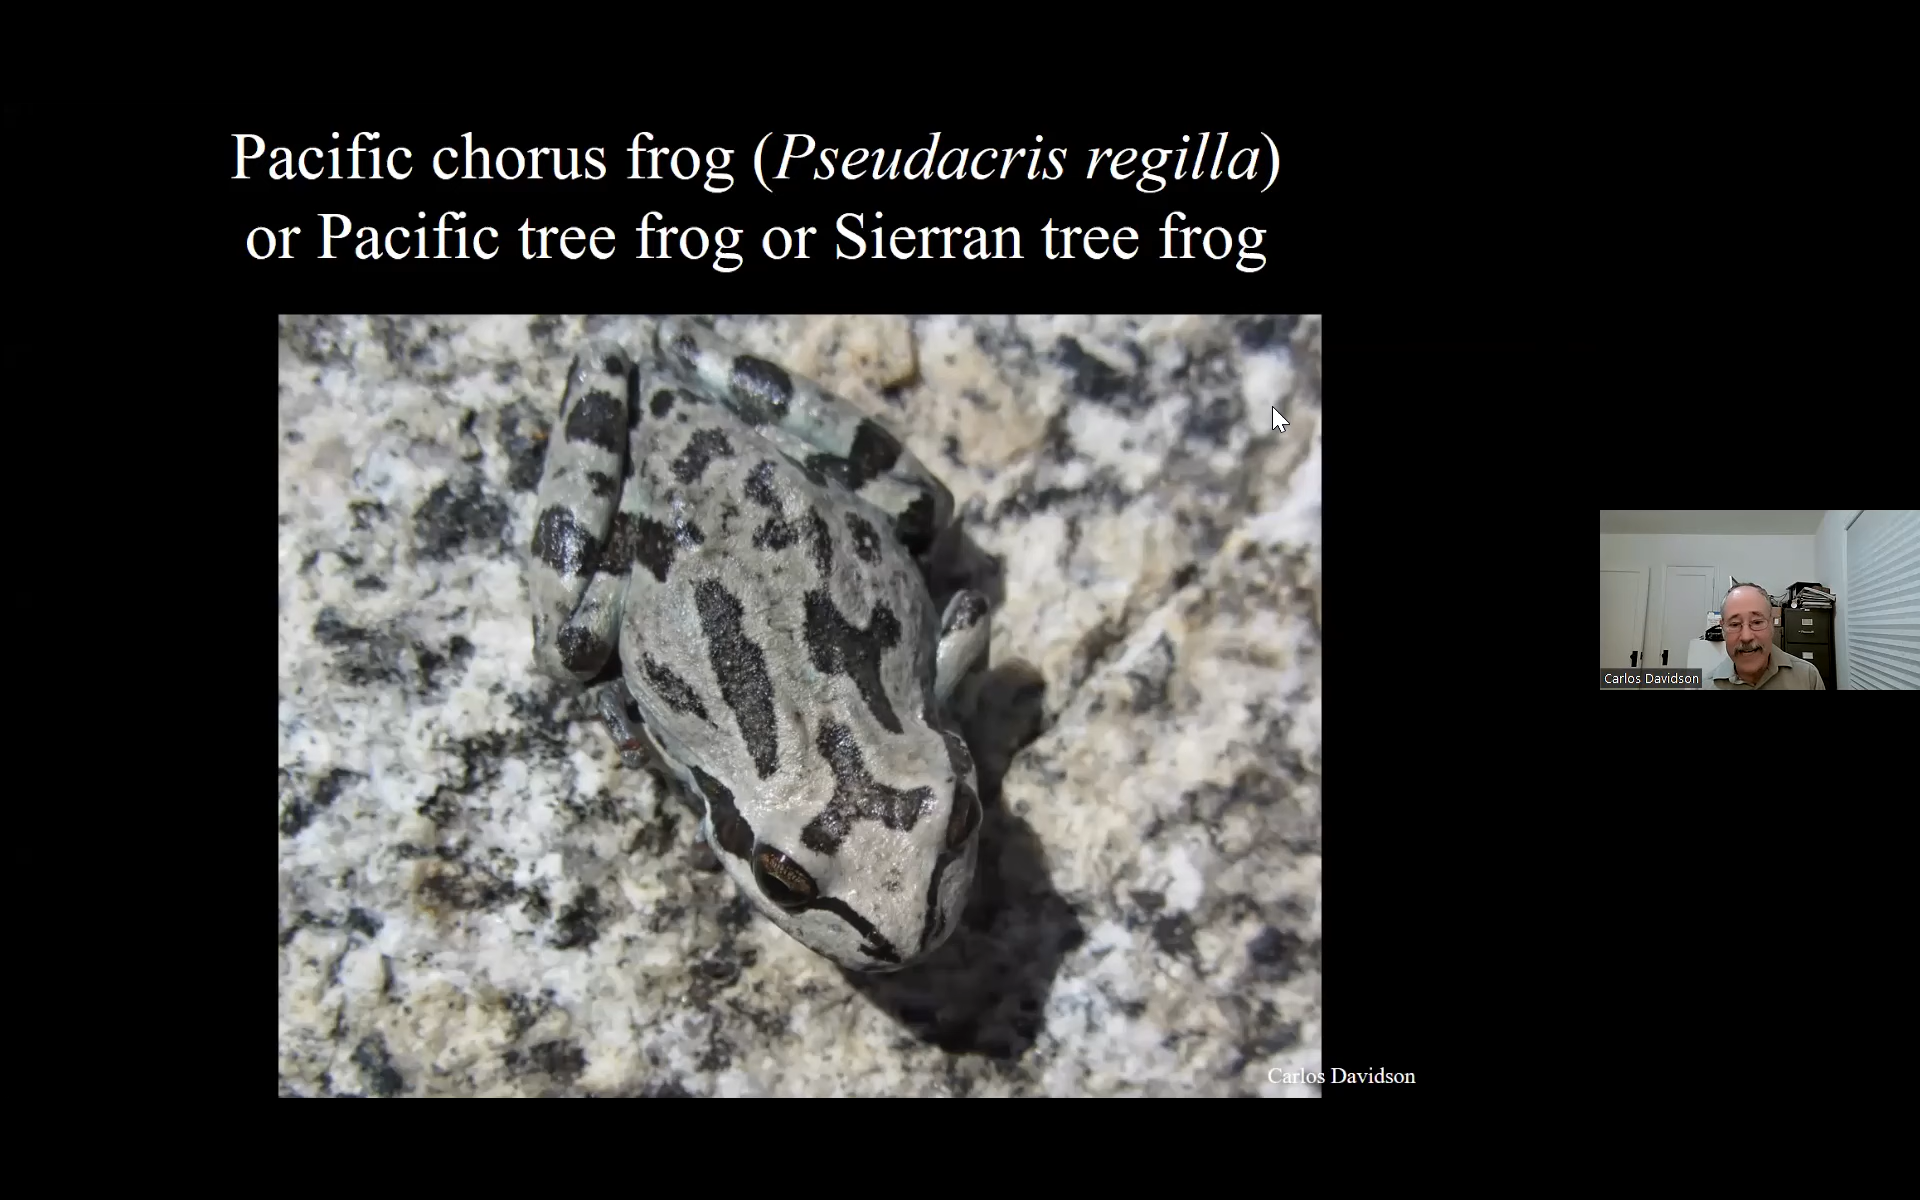 Pacific chorus frog (Pseudacris regilla)
or Pacific tree frog or Sierran tree frog
Carlos Davidson
Carlos Davidson